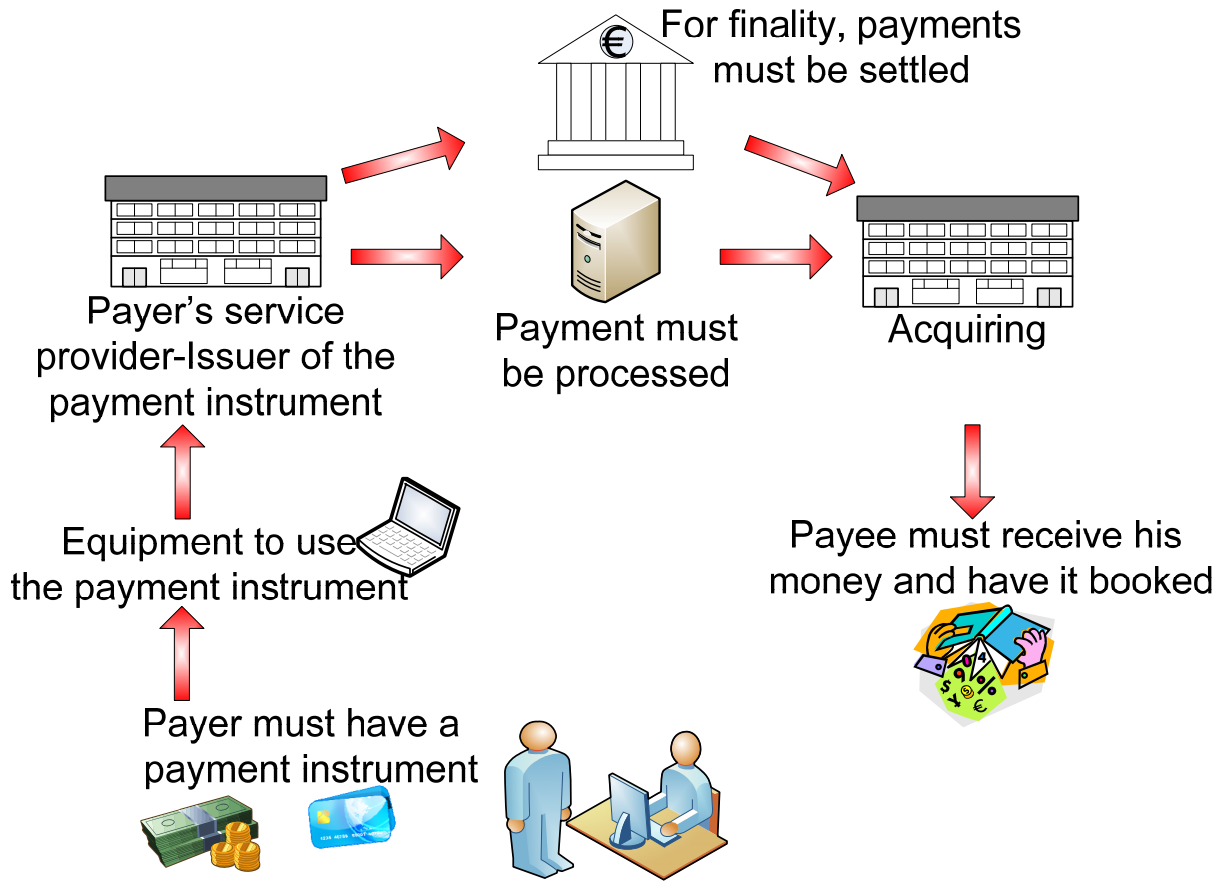 For finality, payments
must be settled
€
Payer’s service
provider-Issuer of the
payment instrument
Payment must
be processed
Acquiring
Equipment to use
the payment instrument
Payee must receive his
money and have it booked
4
%
$
€
Payer must have a
payment instrument